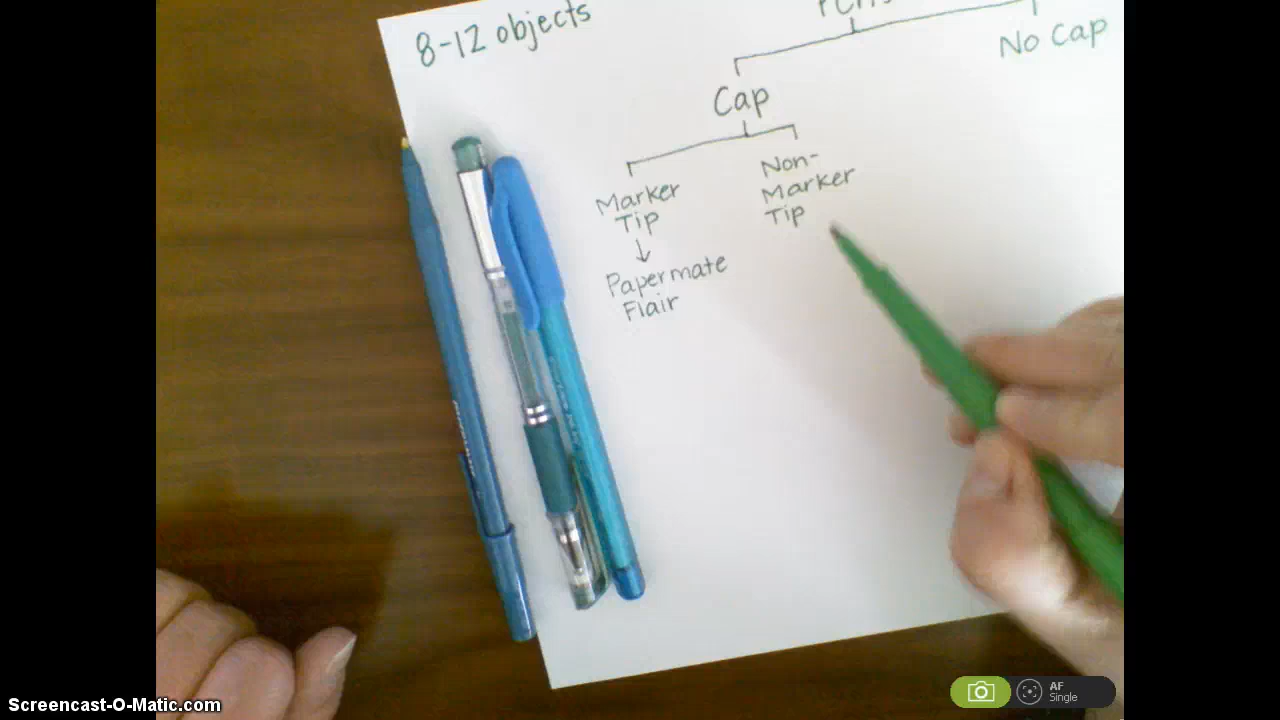 8-12 objects
No Cap
Cap
Marker
Tip
Non-
Marker
Tip
Papermate
Flair
AF
Single
Screencast-O-Matic.com